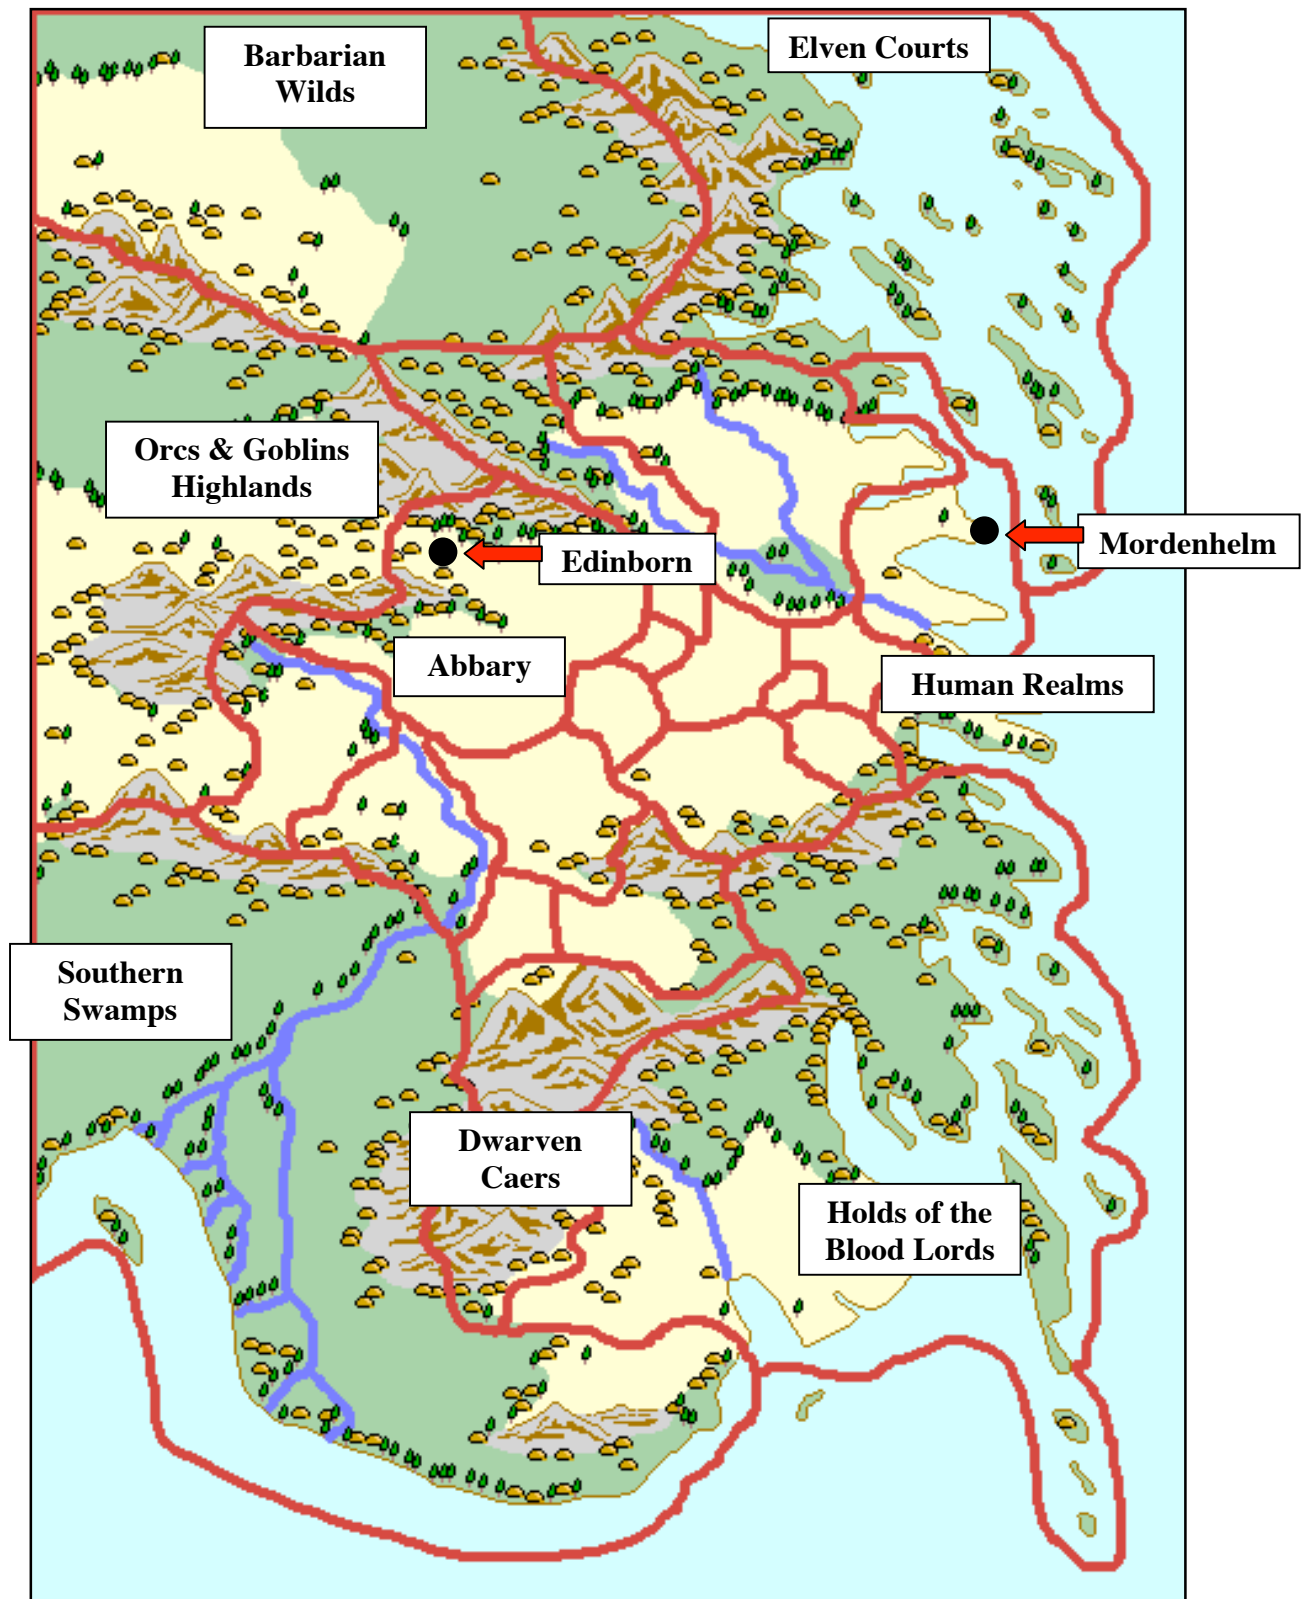 Barbarian
Wilds
Elven Courts
Orcs & Goblins
Highlands
Mordenhelm
Edinborn
Abbary
Human Realms
Southern
Swamps
Dwarven
Caers
Holds of the
Blood Lords